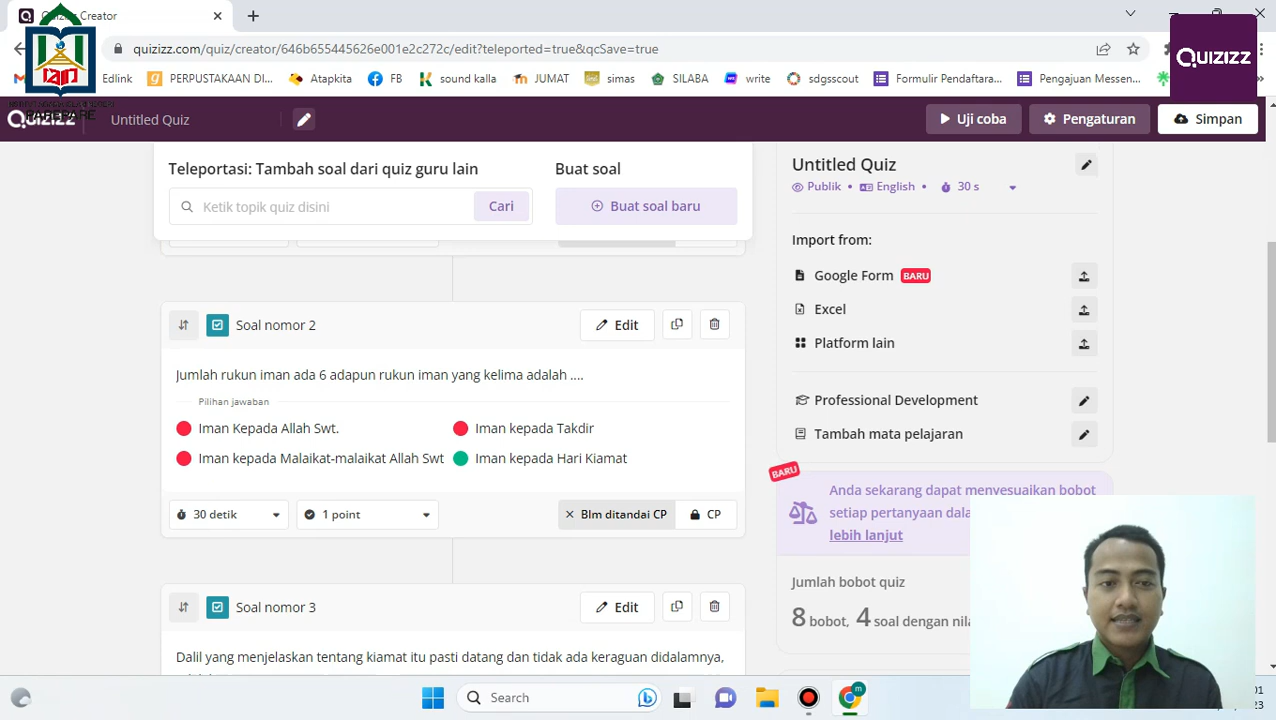 Quizizz Creator
quizizz.com/quiz/creator/646b655445626e001e2c272c/edit?teleported=true&qcSave=true
Edlink
PERPUSTAKAAN DI...
Atapkita
FB
sound kalla
JUMAT
simas
SILABA
write
sdgsscout
Formulir Pendaftara...
Pengajuan Messen...
QUIZIZZ
PAREPARE
Untitled Quiz
Uji coba
Pengaturan
Simpan
Teleportasi: Tambah soal dari quiz guru lain
Buat soal
Ketik topik quiz disini
Cari
Buat soal baru
Untitled Quiz
Publik • English • 30 s
Import from:
Google Form BARU
Excel
Platform lain
Professional Development
Tambah mata pelajaran
Soal nomor 2
Edit
Jumlah rukun iman ada 6 adapun rukun iman yang kelima adalah ....
Pilihan jawaban
Iman Kepada Allah Swt.
Iman kepada Takdir
Iman kepada Malaikat-malaikat Allah Swt
Iman kepada Hari Kiamat
30 detik
1 point
Blm ditandai CP
CP
BARU
Anda sekarang dapat menyesuaikan bobot
setiap pertanyaan dala
lebih lanjut
Jumlah bobot quiz
8 bobot, 4 soal dengan nila
Soal nomor 3
Edit
Dalil yang menjelaskan tentang kiamat itu pasti datang dan tidak ada keraguan didalamnya,
Search